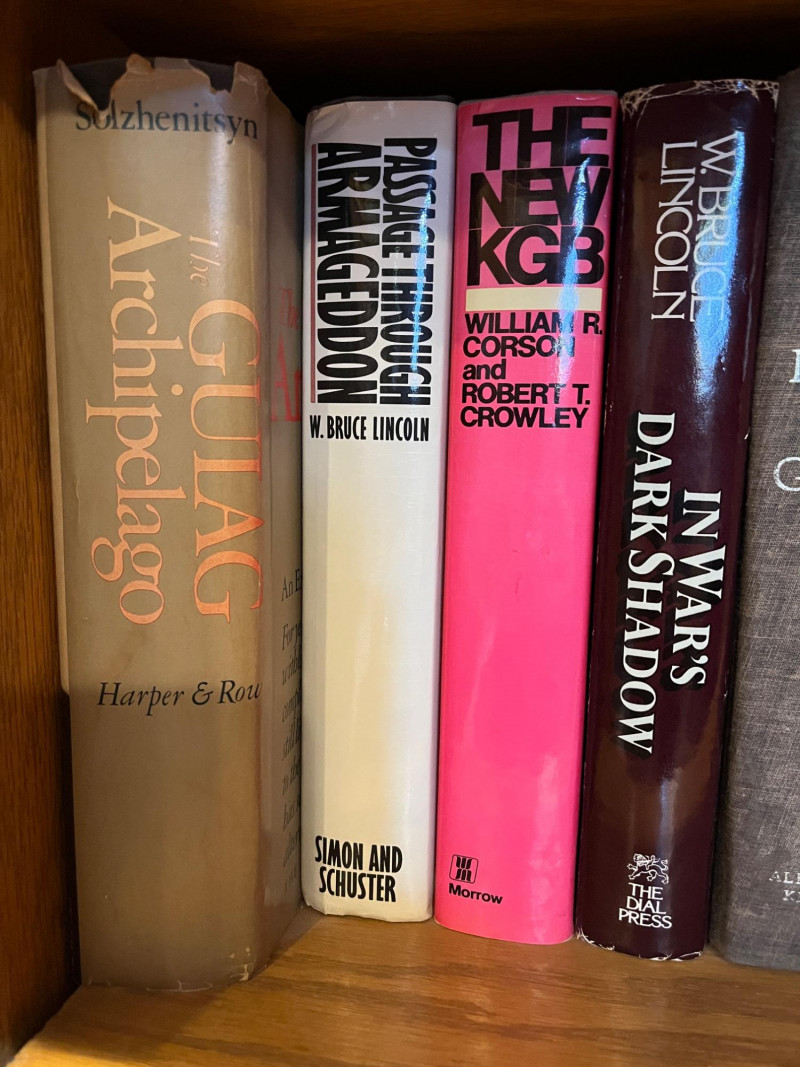 Solzhenitsyn
The GULAG
Archipelago
Harper & Row
An
PASSAGE THROUGH
ARMAGEDDON
W. BRUCE LINCOLN
SIMON AND
SCHUSTER
THE
NEW
KGB
WILLIAM R.
CORSON
and
ROBERT T.
CROWLEY
Morrow
W. BRUCE
LINCOLN
IN WAR'S
DARK SHADOW
THE
DIAL
PRESS